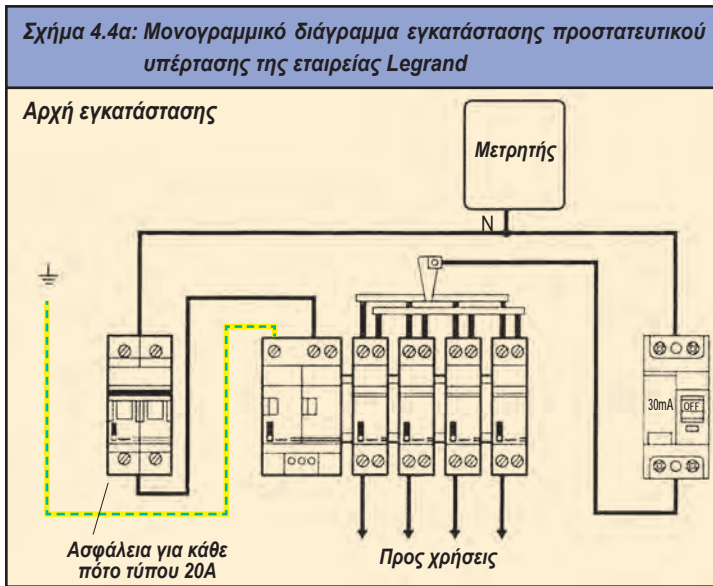 Σχήμα 4.4α: Μονογραμμικό διάγραμμα εγκατάστασης προστατευτικού
υπέρτασης της εταιρείας Legrand
Αρχή εγκατάστασης
Μετρητής
N
30mA
OFF
Ασφάλεια για κάθε
πότο τύπου 20Α
Προς χρήσεις